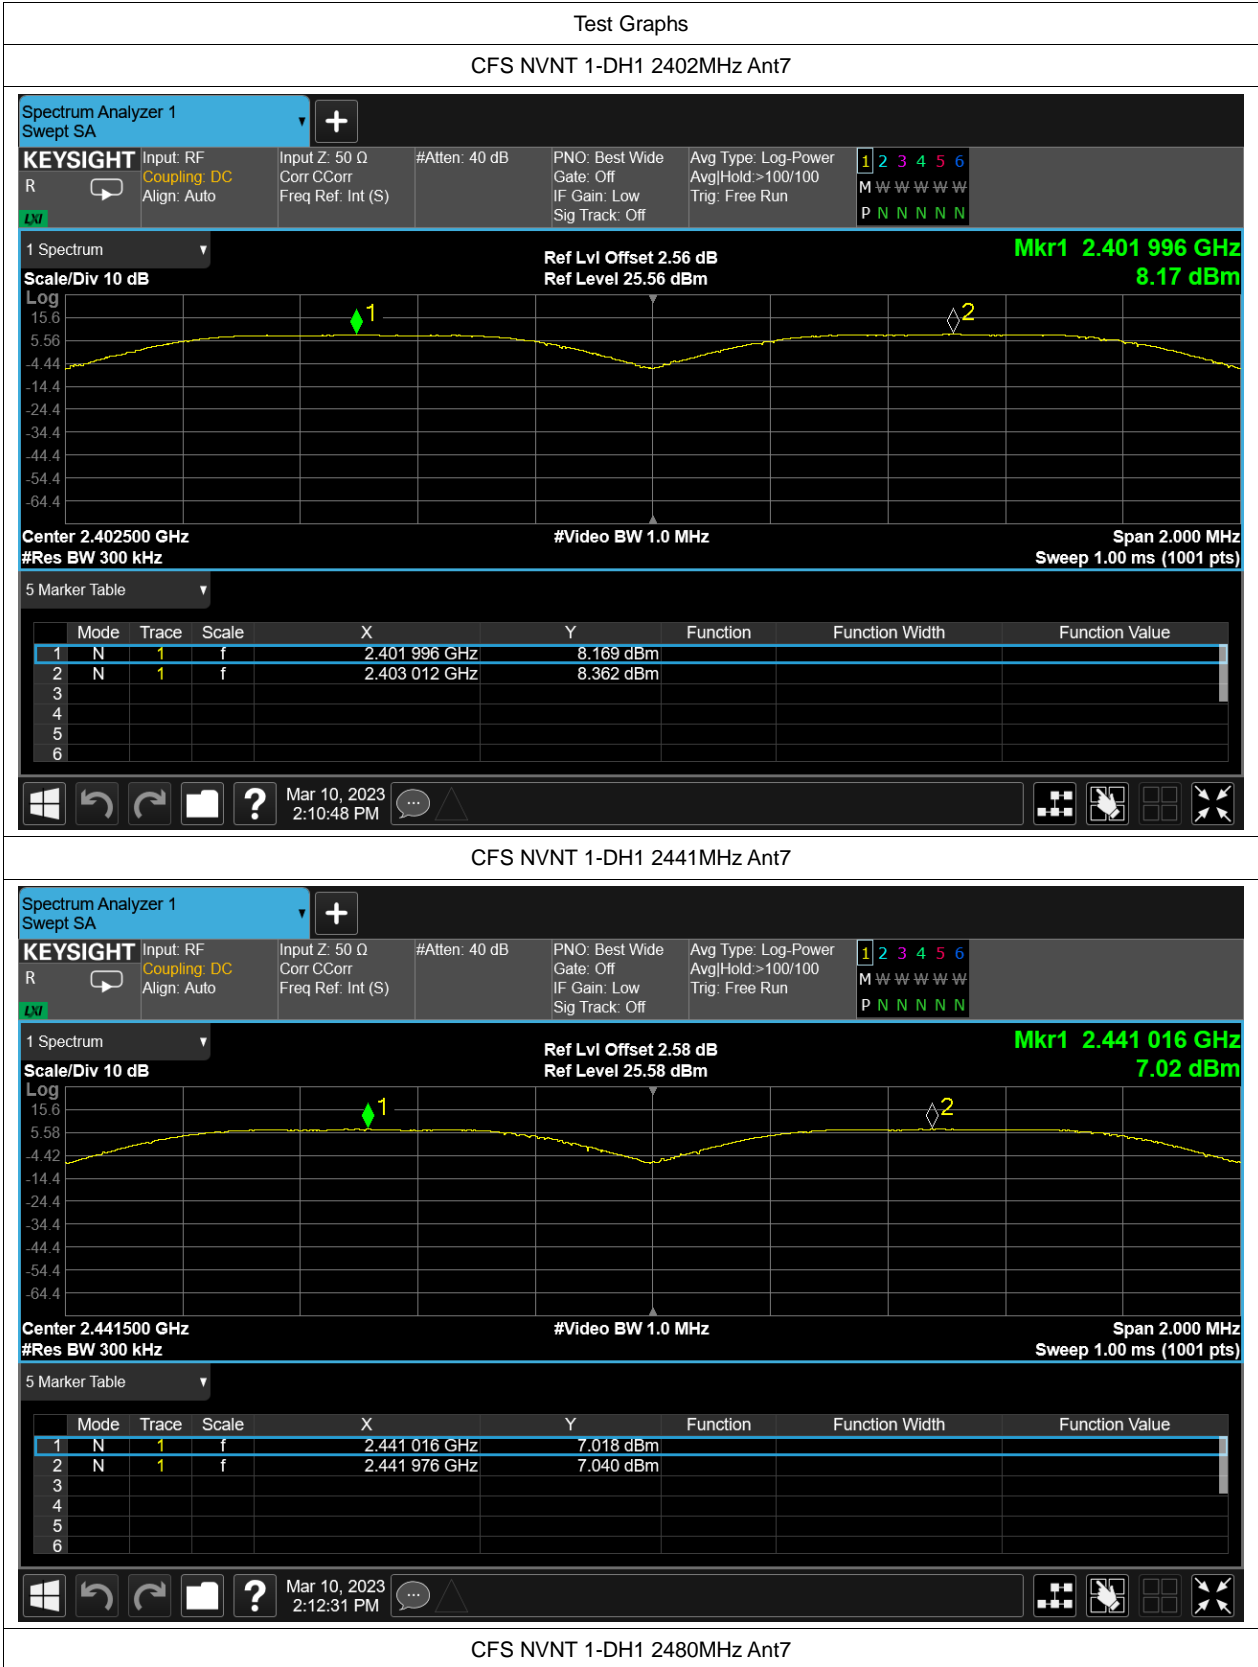 Test Graphs
CFS NVNT 1-DH1 2402MHz Ant7
Spectrum Analyzer 1
Swept SA
KEYSIGHT Input: RF Input Z: 50 Ω #Atten: 40 dB PNO: Best Wide Avg Type: Log-Power 1 2 3 4 5 6
R Coupling: DC Corr CCorr Gate: Off Avg|Hold:>100/100 M W W W W W
Align: Auto Freq Ref: Int (S) IF Gain: Low Trig: Free Run
LXI Sig Track: Off P N N N N N
1 Spectrum Ref Lvl Offset 2.56 dB Mkr1 2.401 996 GHz
Scale/Div 10 dB Ref Level 25.56 dBm 8.17 dBm
Log
15.6 1 2
5.56
-4.44
-14.4
-24.4
-34.4
-44.4
-54.4
-64.4
Center 2.402500 GHz #Video BW 1.0 MHz Span 2.000 MHz
#Res BW 300 kHz Sweep 1.00 ms (1001 pts)
5 Marker Table
Mode Trace Scale X Y Function Function Width Function Value
1 N 1 f 2.401 996 GHz 8.169 dBm
2 N 1 f 2.403 012 GHz 8.362 dBm
3
4
5
6
? Mar 10, 2023
2:10:48 PM
CFS NVNT 1-DH1 2441MHz Ant7
Spectrum Analyzer 1
Swept SA
KEYSIGHT Input: RF Input Z: 50 Ω #Atten: 40 dB PNO: Best Wide Avg Type: Log-Power 1 2 3 4 5 6
R Coupling: DC Corr CCorr Gate: Off Avg|Hold:>100/100 M W W W W W
Align: Auto Freq Ref: Int (S) IF Gain: Low Trig: Free Run
LXI Sig Track: Off P N N N N N
1 Spectrum Ref Lvl Offset 2.58 dB Mkr1 2.441 016 GHz
Scale/Div 10 dB Ref Level 25.58 dBm 7.02 dBm
Log
15.6 1 2
5.58
-4.42
-14.4
-24.4
-34.4
-44.4
-54.4
-64.4
Center 2.441500 GHz #Video BW 1.0 MHz Span 2.000 MHz
#Res BW 300 kHz Sweep 1.00 ms (1001 pts)
5 Marker Table
Mode Trace Scale X Y Function Function Width Function Value
1 N 1 f 2.441 016 GHz 7.018 dBm
2 N 1 f 2.441 976 GHz 7.040 dBm
3
4
5
6
? Mar 10, 2023
2:12:31 PM
CFS NVNT 1-DH1 2480MHz Ant7